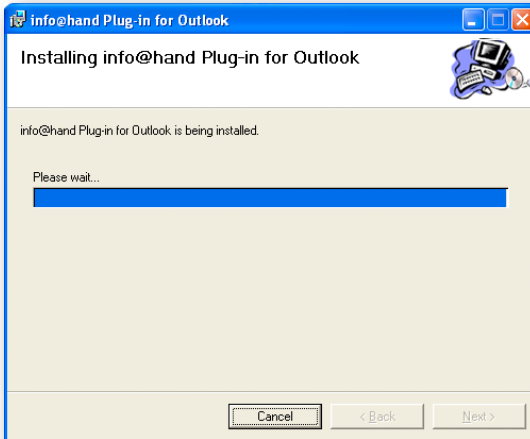 info@hand Plug-in for Outlook
Installing info@hand Plug-in for Outlook
info@hand Plug-in for Outlook is being installed.
Please wait...
Cancel
< Back
Next >